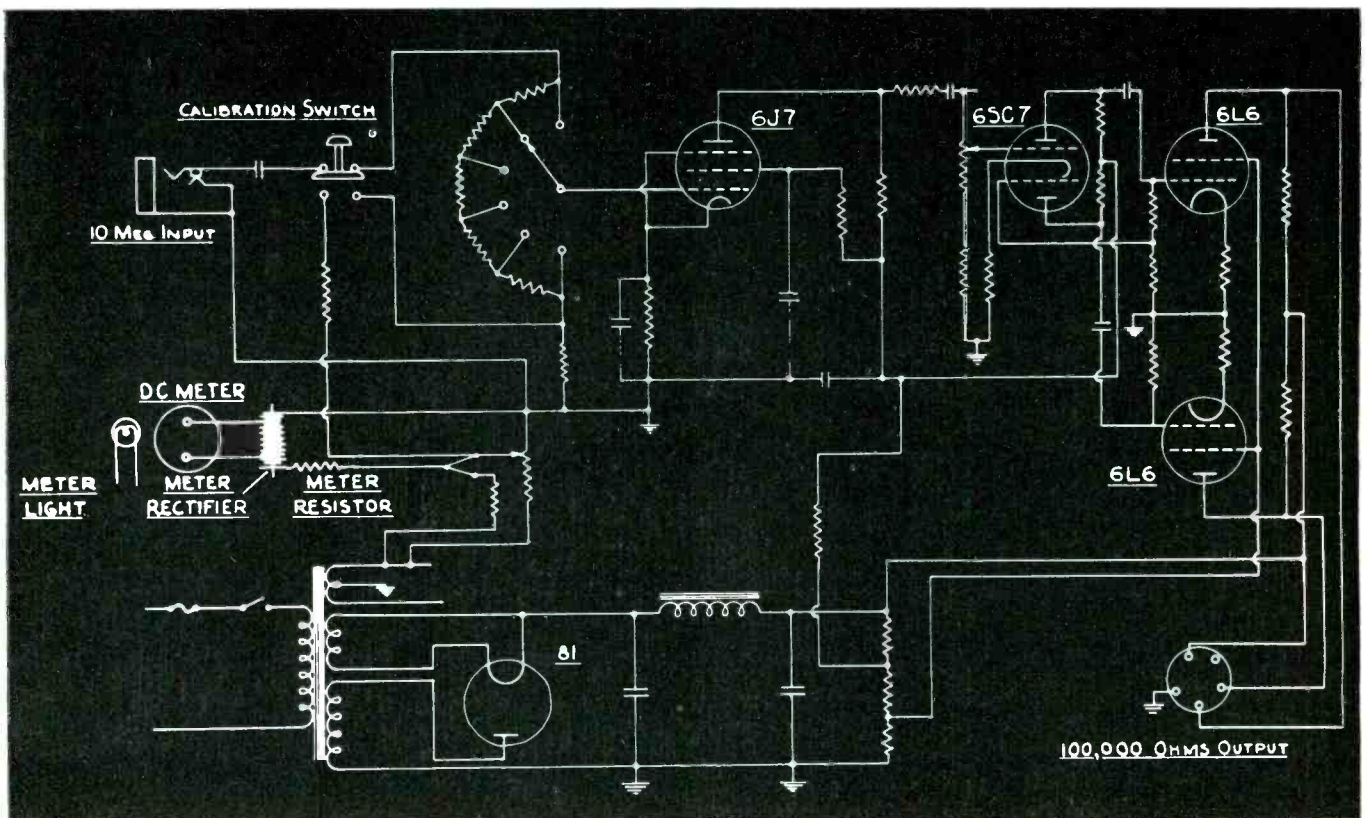 CALIBRATION SWITCH
6J7
6SC7
6L6
10 MEG INPUT
DC METER
METER
LIGHT
METER
RECTIFIER
METER
RESISTOR
6L6
81
100,000 OHMS OUTPUT